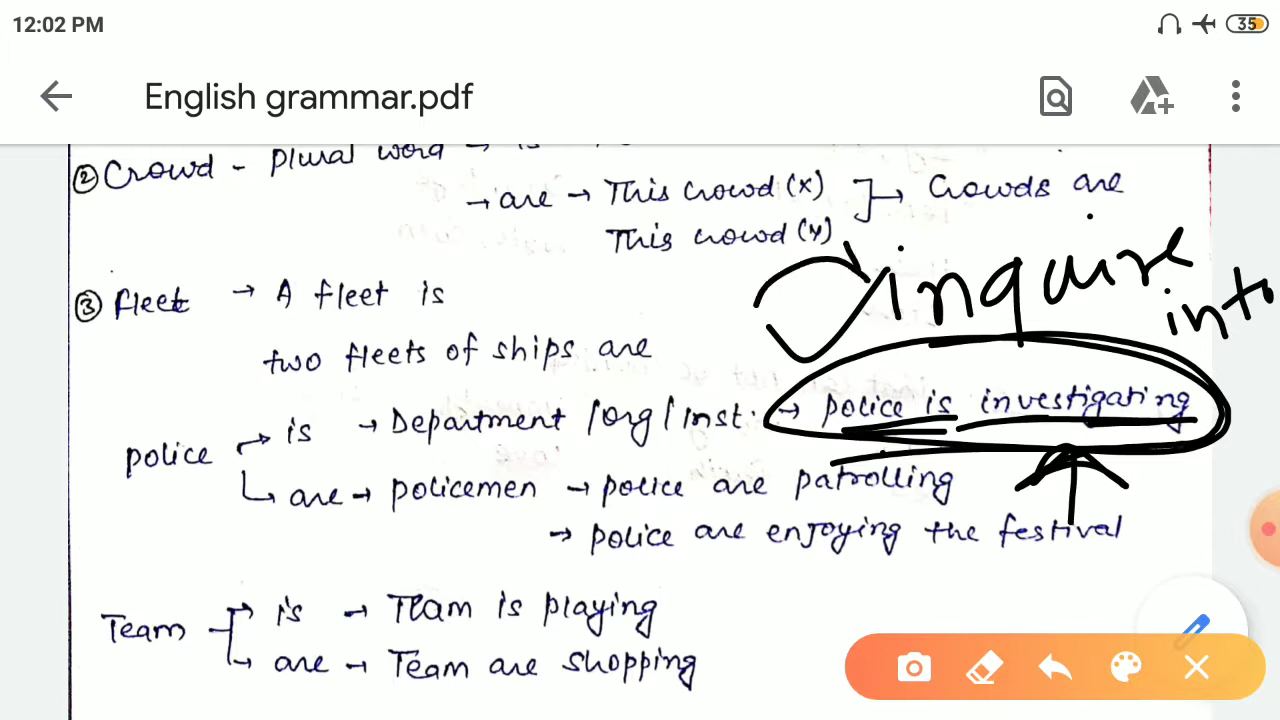 12:02 PM
35
English grammar.pdf
② Crowd - Plural word → is
→ are → This crowd (x) ]→ Crowds are
This crowd (y)
inquire
into
③ fleet → A fleet is
two fleets of ships are
police → is → Department /org/Inst. → police is investigating
↳ are → policemen → police are patrolling
→ police are enjoying the festival
Team → is → Team is playing
→ are → Team are shopping